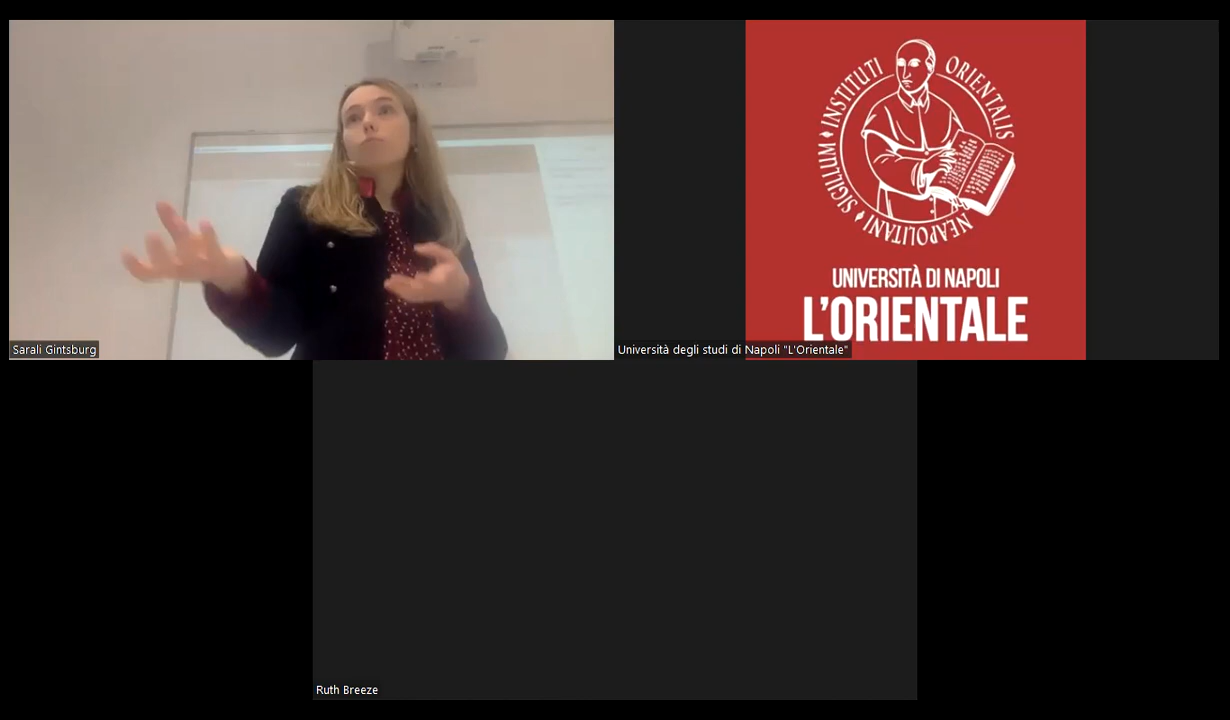 SIGILLUM INSTITUTI ORIENTALIS NEAPOLITANI
UNIVERSITÀ DI NAPOLI
L'ORIENTALE
Sarali Gintsburg
Università degli studi di Napoli "L'Orientale"
Ruth Breeze